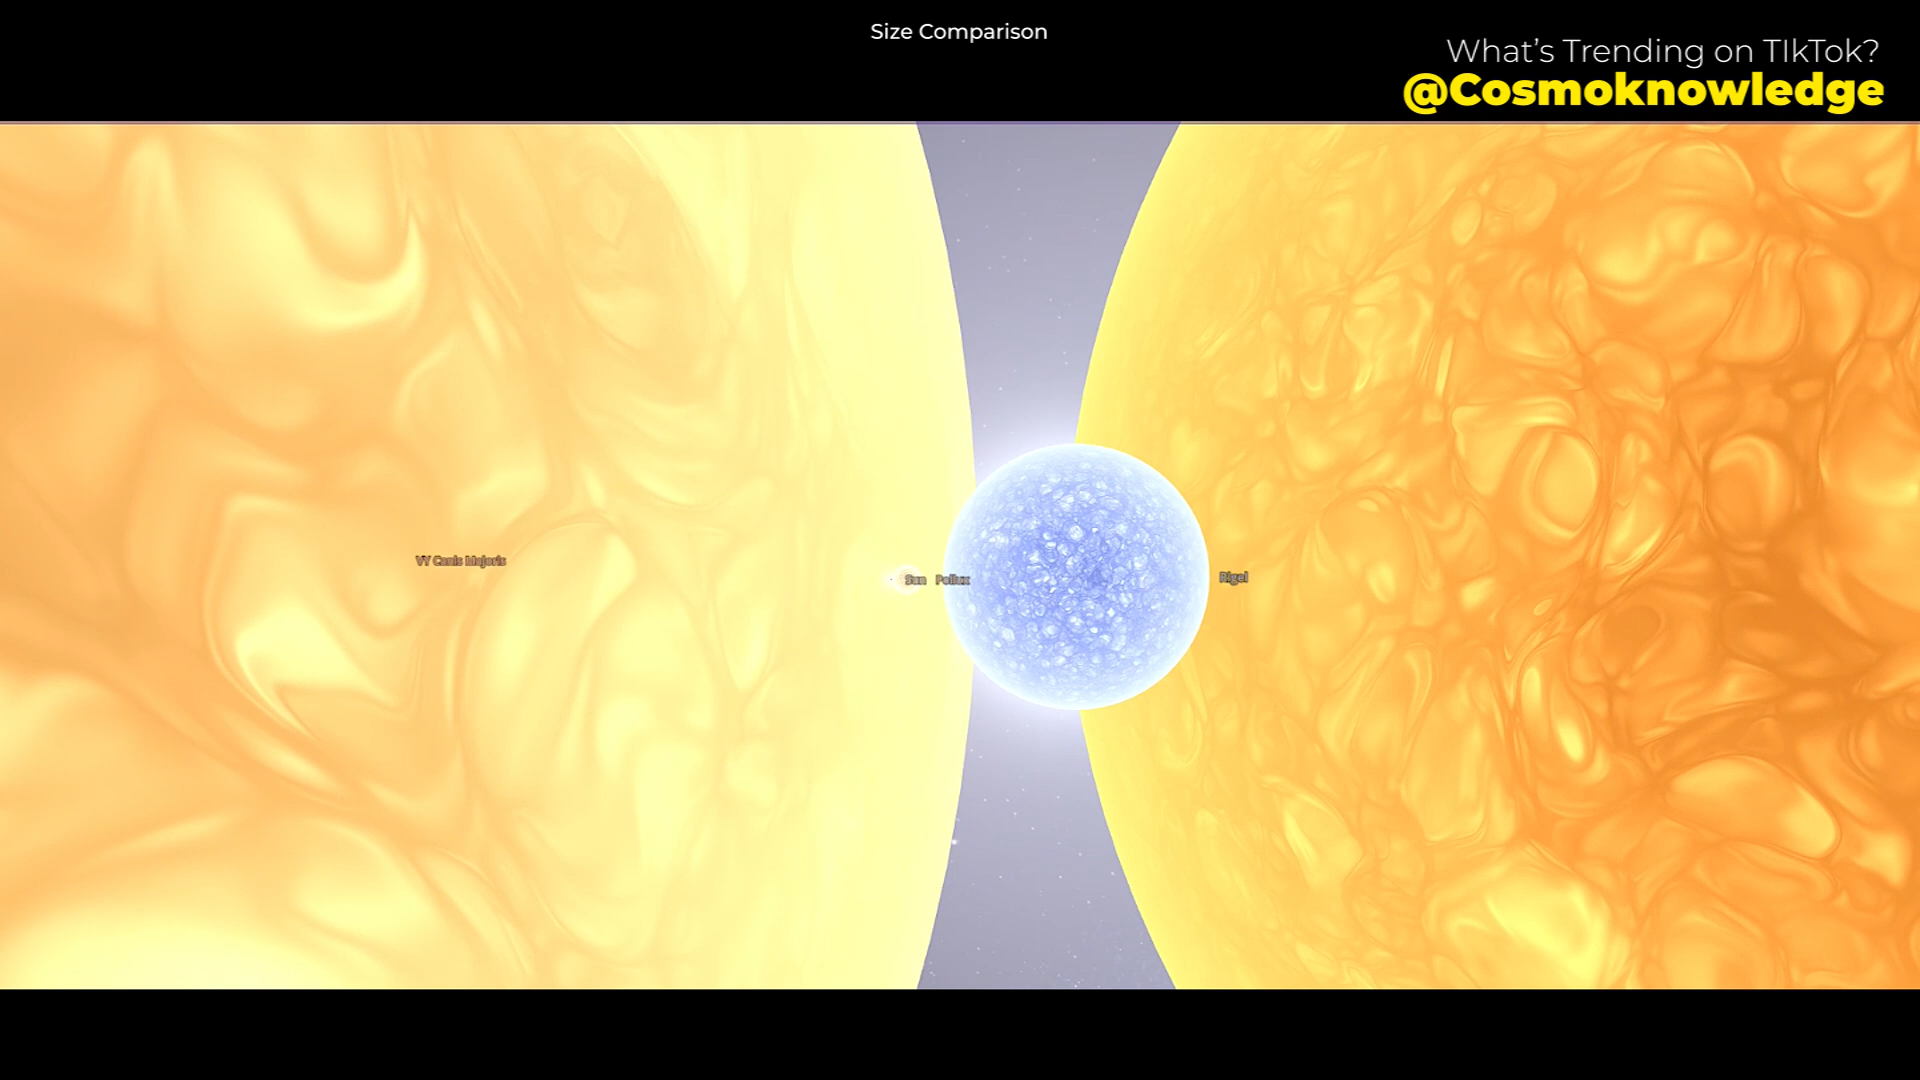 Size Comparison
What's Trending on TIkTok?
@Cosmoknowledge
VY Canis Majoris
Sun Pollux
Rigel